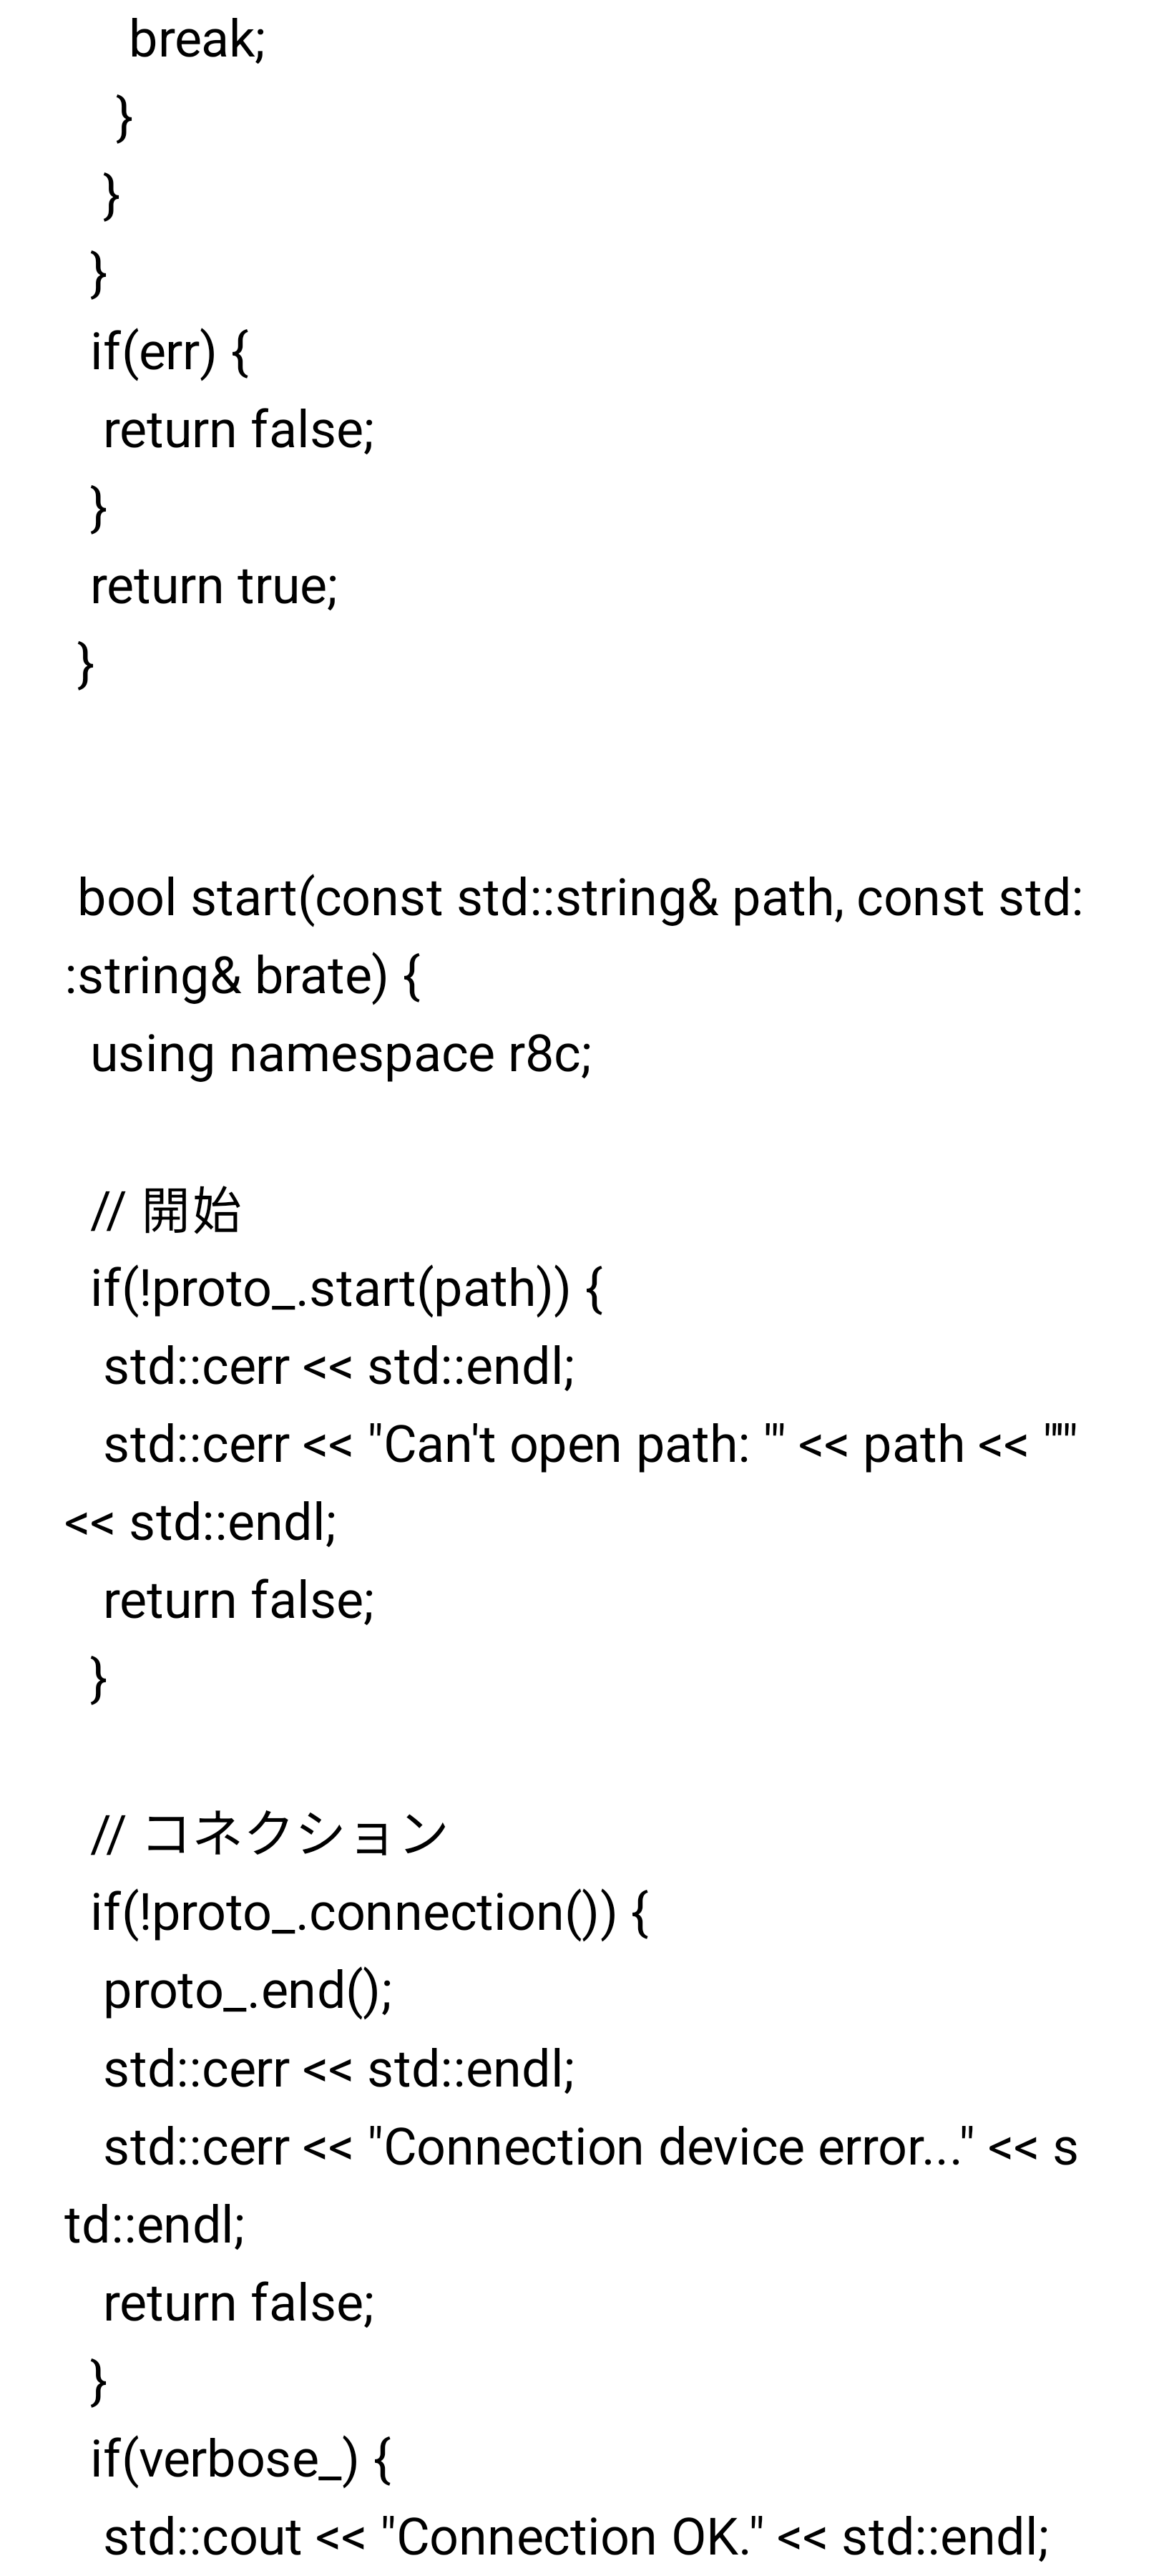 break;
}
}
}
if(err) {
return false;
}
return true;
}
bool start(const std::string& path, const std:
:string& brate) {
using namespace r8c;
// 開始
if(!proto_.start(path)) {
std::cerr << std::endl;
std::cerr << "Can't open path: '" << path << "'"
<< std::endl;
return false;
}
// コネクション
if(!proto_.connection()) {
proto_.end();
std::cerr << std::endl;
std::cerr << "Connection device error..." << s
td::endl;
return false;
}
if(verbose_) {
std::cout << "Connection OK." << std::endl;